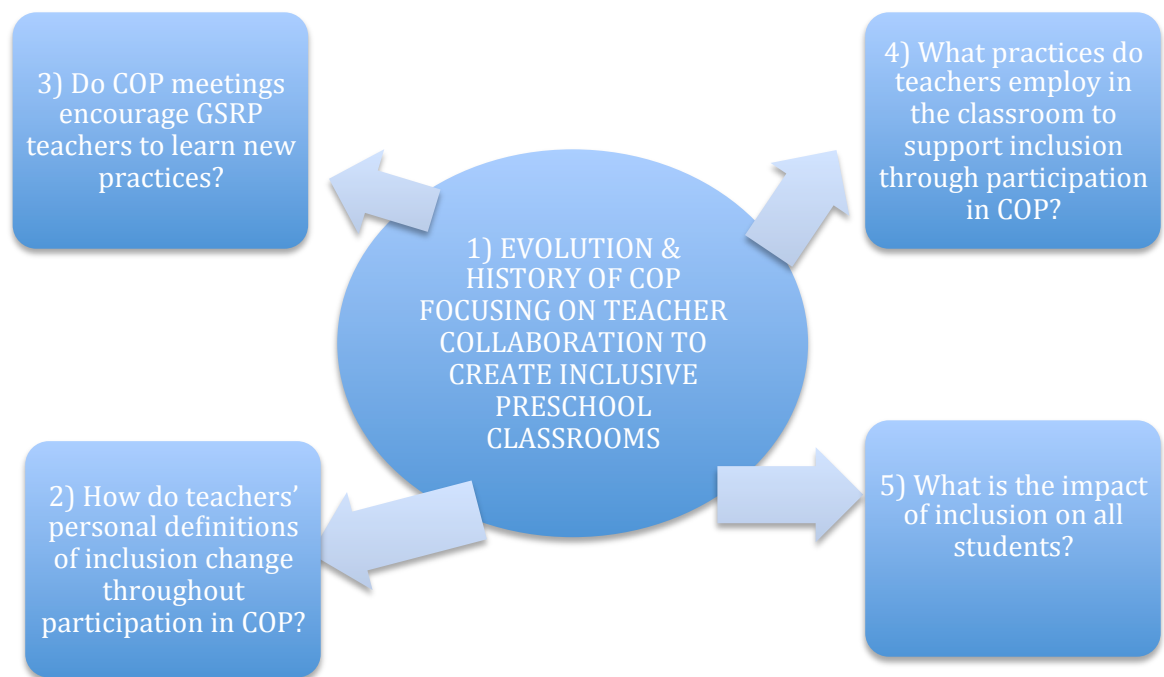 3) Do COP meetings
encourage GSRP
teachers to learn new
practices?
4) What practices do
teachers employ in
the classroom to
support inclusion
through participation
in COP?
1) EVOLUTION &
HISTORY OF COP
FOCUSING ON TEACHER
COLLABORATION TO
CREATE INCLUSIVE
PRESCHOOL
CLASSROOMS
2) How do teachers’
personal definitions
of inclusion change
throughout
participation in COP?
5) What is the impact
of inclusion on all
students?